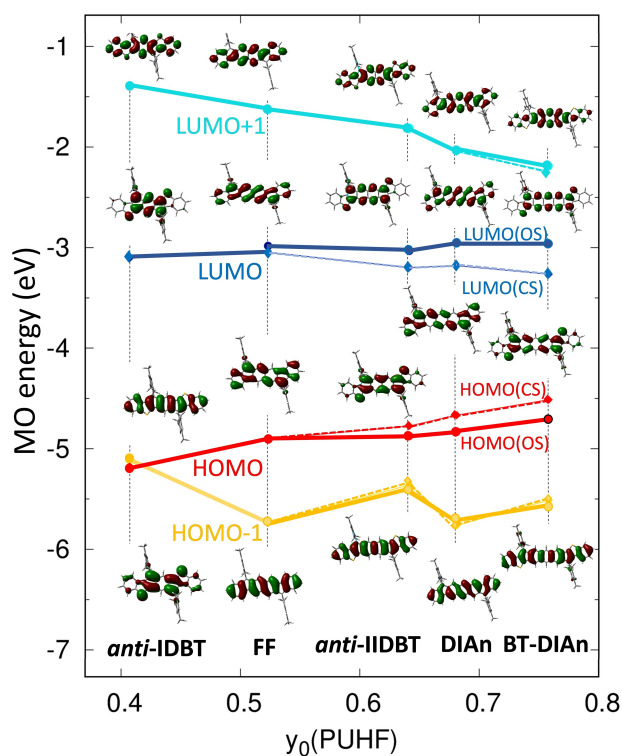 -1
-2
-3
-4
-5
-6
-7
MO energy (eV)
LUMO+1
LUMO(OS)
LUMO
LUMO(CS)
HOMO(CS)
HOMO(OS)
HOMO
HOMO-1
anti-IDBT FF anti-IIDBT DIAn BT-DIAn
0.4 0.5 0.6 0.7 0.8
y₀(PUHF)